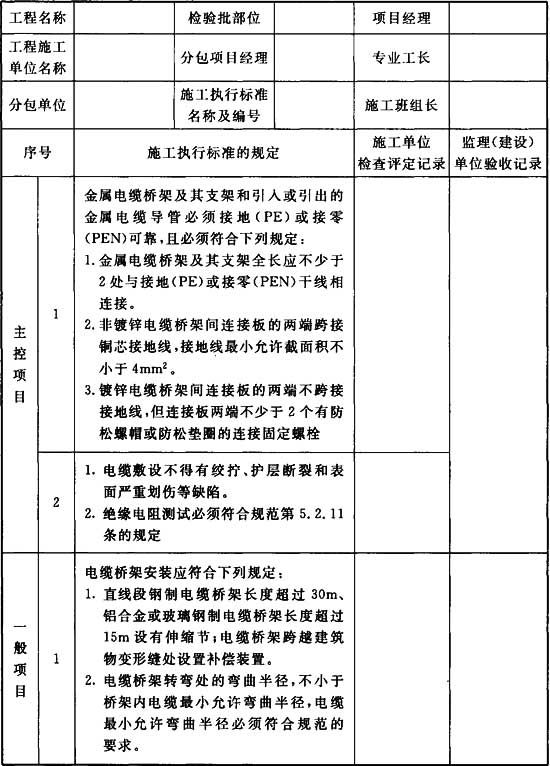 工程名称 检验批部位 项目经理
工程施工
单位名称 分包项目经理 专业工长
分包单位 施工执行标准
名称及编号 施工班组长
序号 施工执行标准的规定 施工单位
检查评定记录 监理(建设)
单位验收记录
主控项目
1
金属电缆桥架及其支架和引入或引出的
金属电缆导管必须接地(PE)或接零
(PEN)可靠,且必须符合下列规定:
1.金属电缆桥架及其支架全长应不少于
2处与接地(PE)或接零(PEN)干线相
连接。
2.非镀锌电缆桥架间连接板的两端跨接
铜芯接地线,接地线最小允许截面积不
小于4mm²。
3.镀锌电缆桥架间连接板的两端不跨接
接地线,但连接板两端不少于2个有防
松螺帽或防松垫圈的连接固定螺栓
2
1. 电缆敷设不得有绞拧、护层断裂和表
面严重划伤等缺陷。
2. 绝缘电阻测试必须符合规范第5.2.11
条的规定
一般项目
1
电缆桥架安装应符合下列规定:
1. 直线段钢制电缆桥架长度超过30m、
铝合金或玻璃钢制电缆桥架长度超过
15m设有伸缩节;电缆桥架跨越建筑
物变形缝处设置补偿装置。
2. 电缆桥架转弯处的弯曲半径,不小于
桥架内电缆最小允许弯曲半径,电缆
最小允许弯曲半径必须符合规范的
要求。